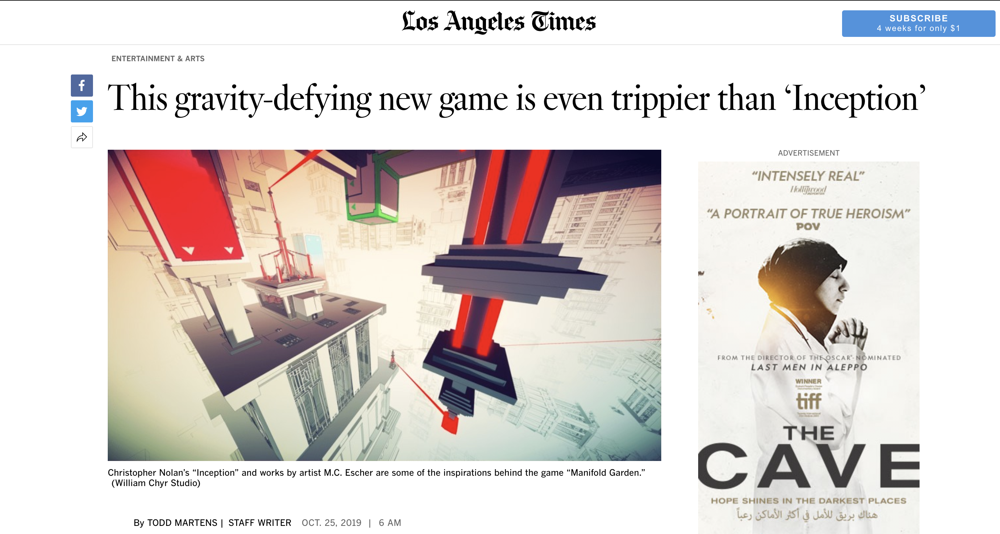 Los Angeles Times
SUBSCRIBE
4 weeks for only $1
ENTERTAINMENT & ARTS
This gravity-defying new game is even trippier than ‘Inception’
Christopher Nolan’s “Inception” and works by artist M.C. Escher are some of the inspirations behind the game “Manifold Garden.”
(William Chyr Studio)
By TODD MARTENS | STAFF WRITER OCT. 25, 2019 | 6 AM
ADVERTISEMENT
“INTENSELY REAL”
Hollywood
REPORTER
“A PORTRAIT OF TRUE HEROISM”
POV
FROM THE DIRECTOR OF THE OSCAR®-NOMINATED
LAST MEN IN ALEPPO
WINNER
tiff
THE
CAVE
HOPE SHINES IN THE DARKEST PLACES
هناك بريق للأمل في أكثر الأماكن رعباً